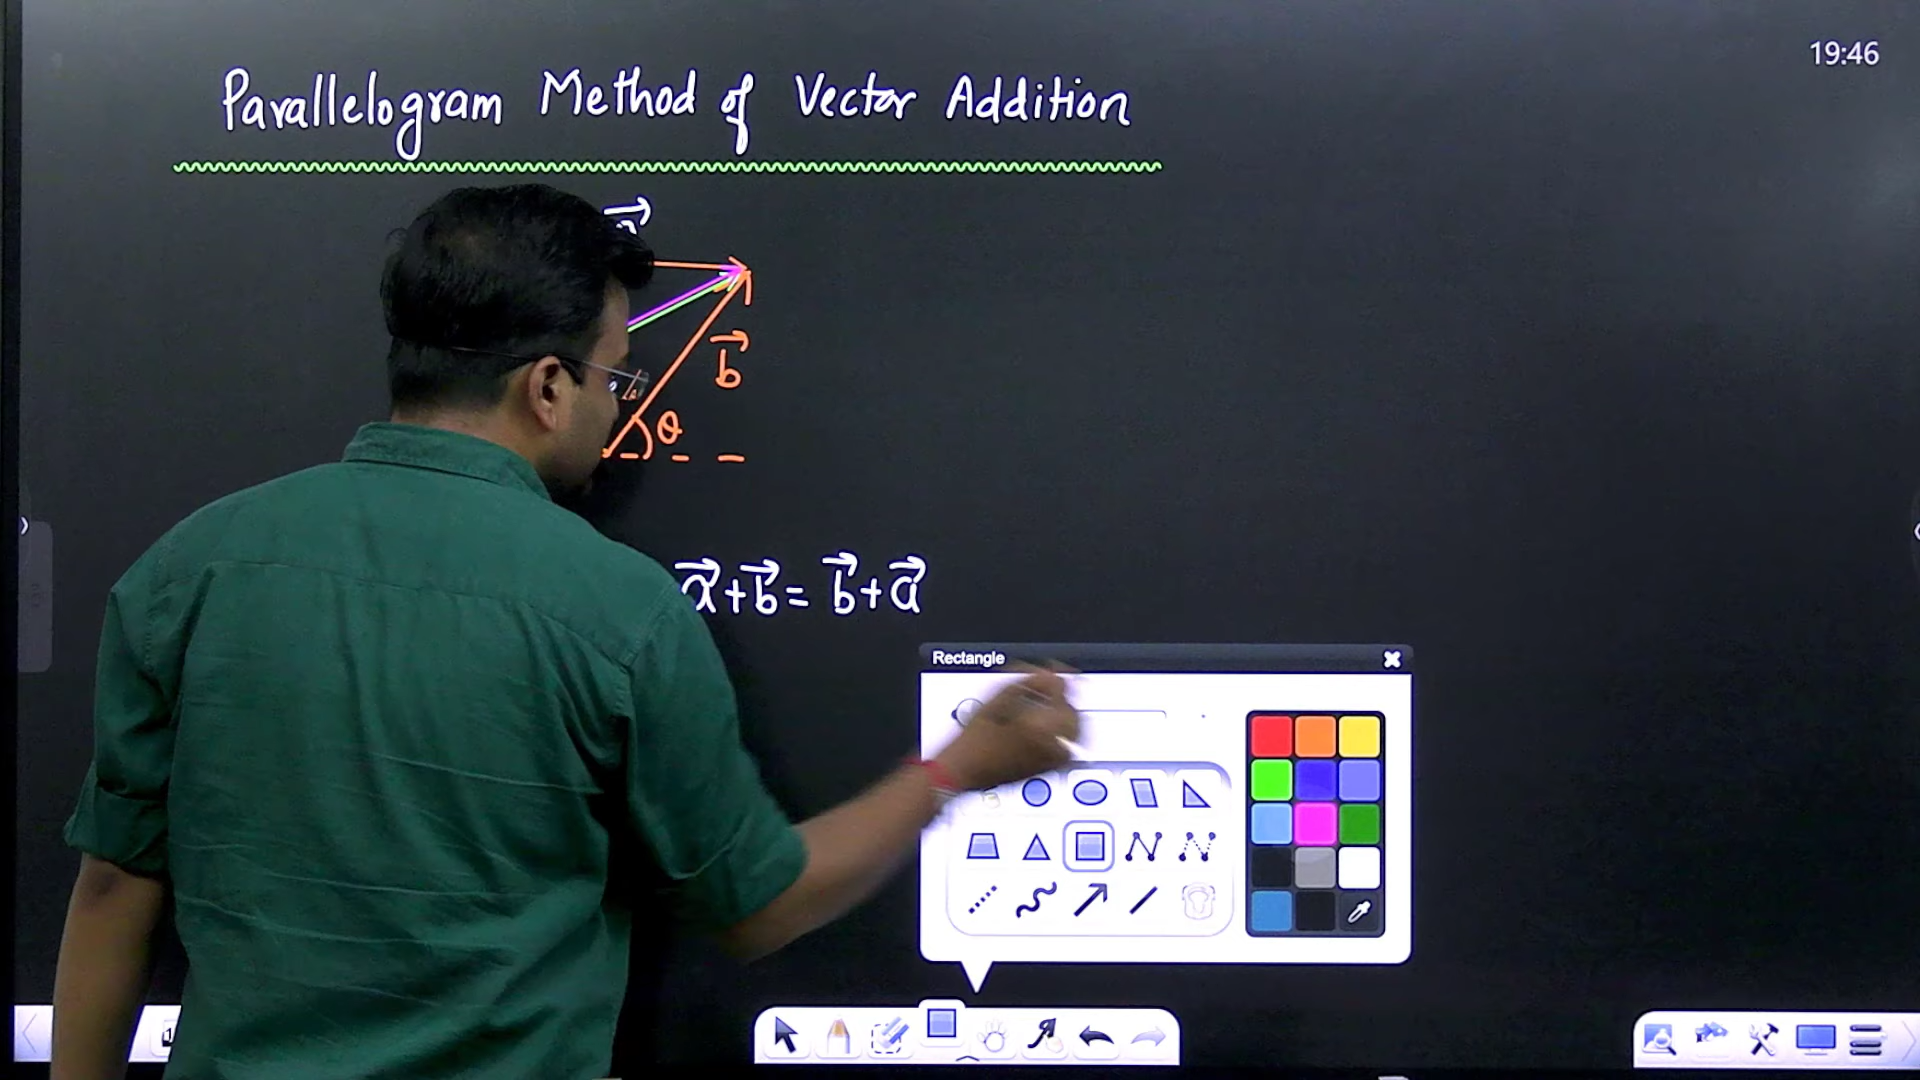 19:46
Parallelogram Method of Vector Addition
b⃗
θ
a⃗+b⃗= b⃗+a⃗
Rectangle